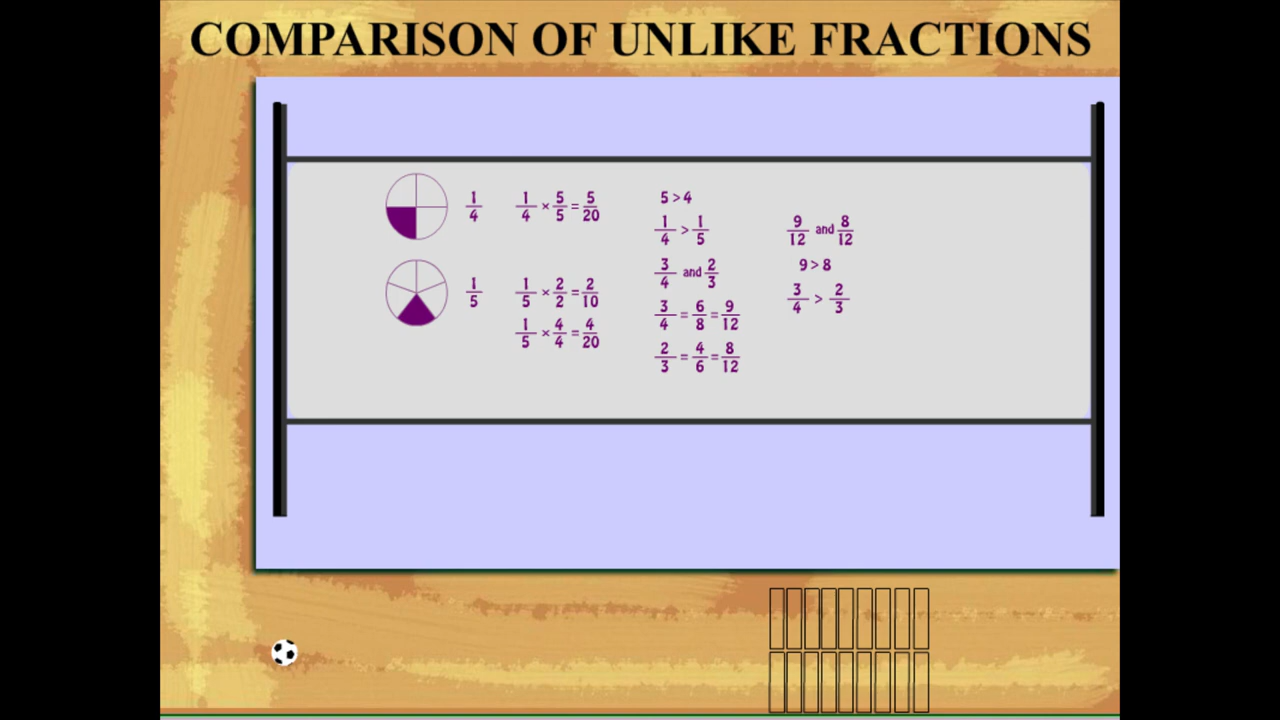 COMPARISON OF UNLIKE FRACTIONS
1/4 1/4 × 5/5 = 5/20
1/5 1/5 × 2/2 = 2/10
1/5 × 4/4 = 4/20
5 > 4
1/4 > 1/5
3/4 and 2/3
3/4 = 6/8 = 9/12
2/3 = 4/6 = 8/12
9/12 and 8/12
9 > 8
3/4 > 2/3